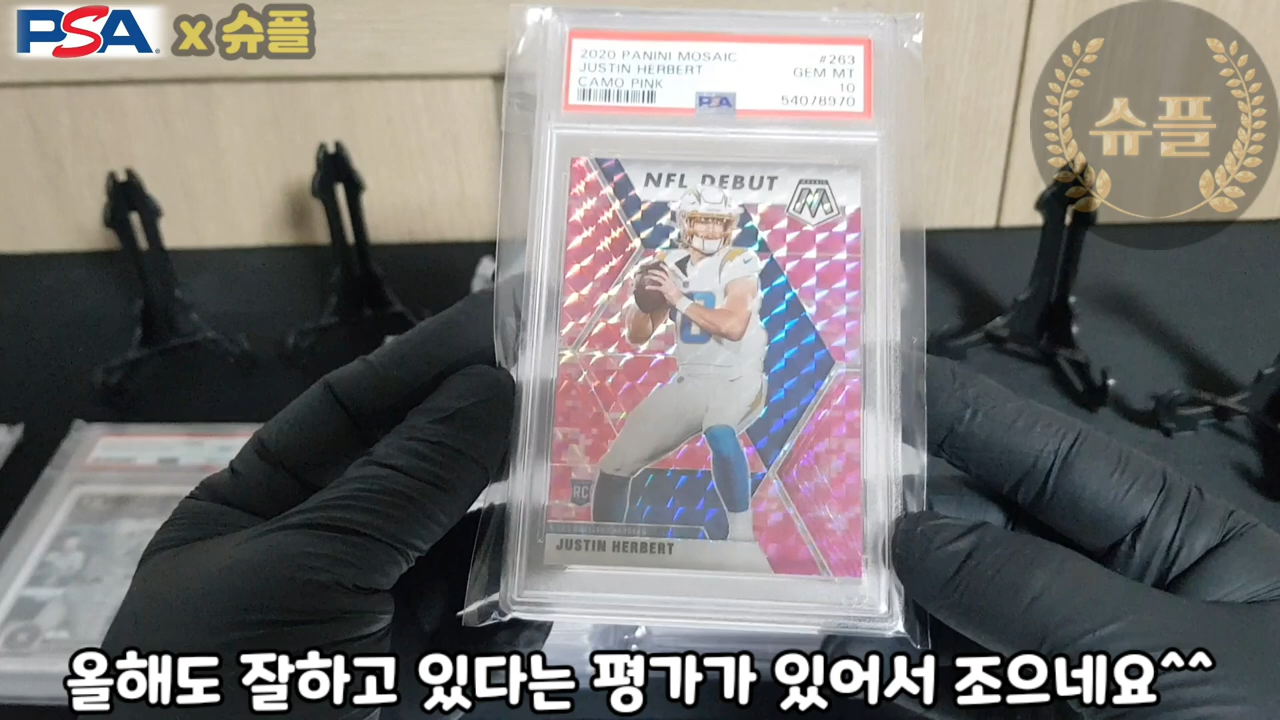 PSA x 슈플
슈플
2020 PANINI MOSAIC #263
JUSTIN HERBERT GEM MT
CAMO PINK 10
PSA 54078970
NFL DEBUT
MOSAIC
8
RC
JUSTIN HERBERT
올해도 잘하고 있다는 평가가 있어서 조으네요^^